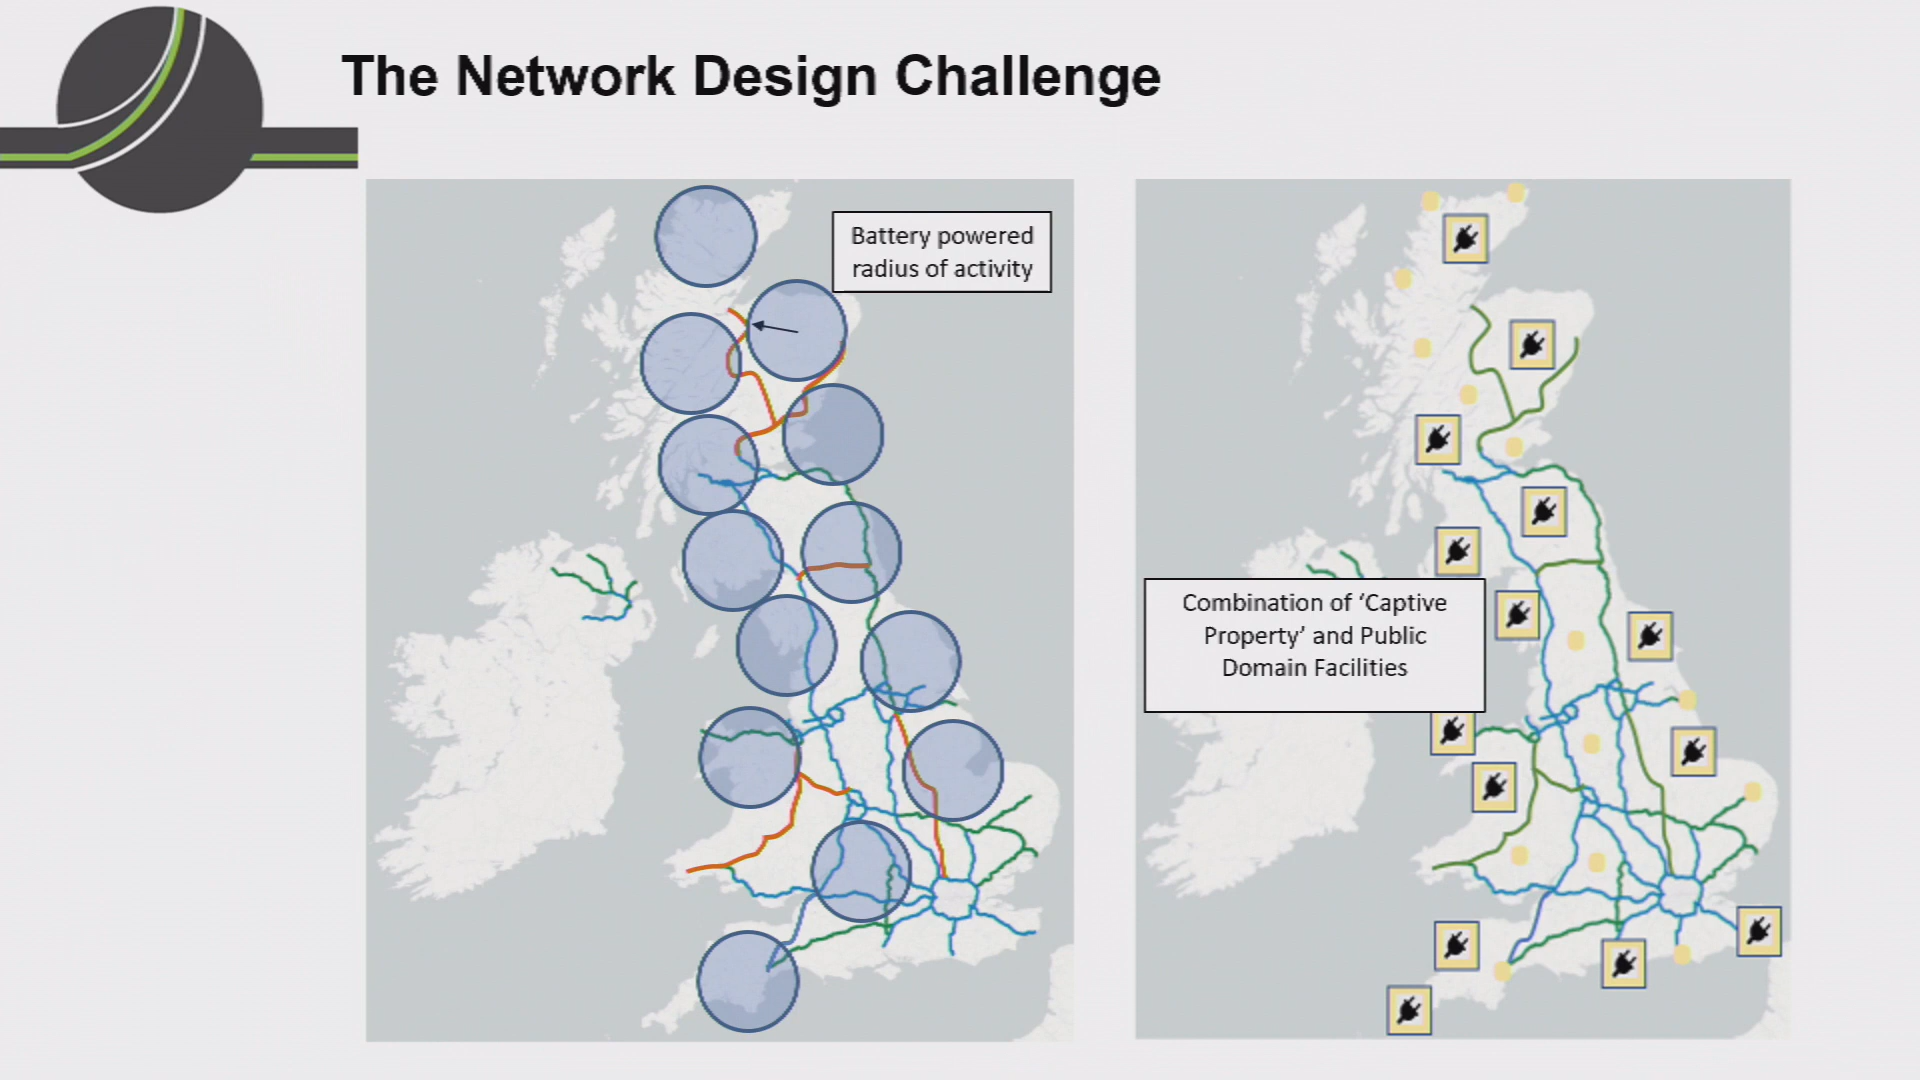 The Network Design Challenge
Battery powered
radius of activity
Combination of ‘Captive
Property’ and Public
Domain Facilities